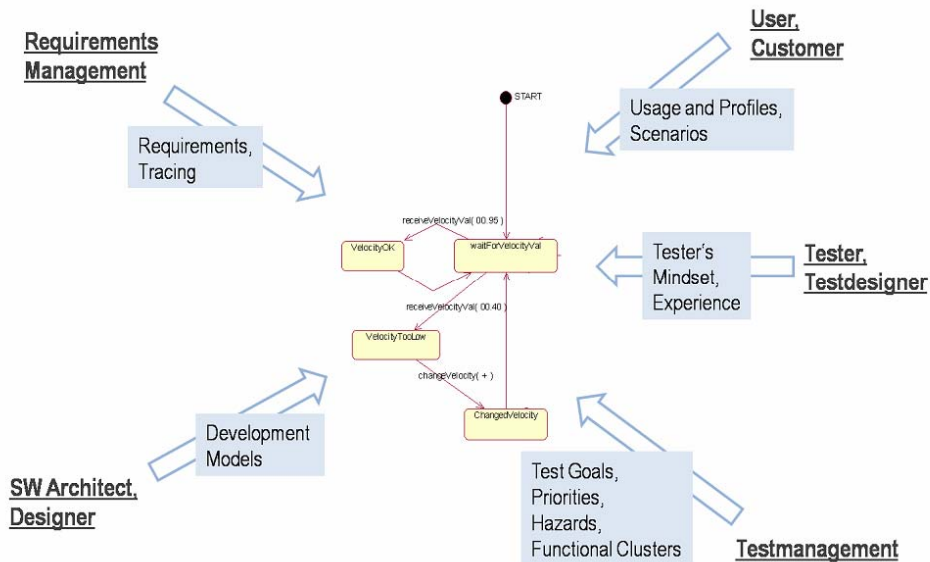 Requirements
Management
User,
Customer
START
Usage and Profiles,
Scenarios
Requirements,
Tracing
receiveVelocityVal( 00.95 )
VelocityOK
waitForVelocityVal
Tester's
Mindset,
Experience
Tester,
Testdesigner
receiveVelocityVal( 00.40 )
VelocityTooLow
changeVelocity( + )
ChangedVelocity
Development
Models
SW Architect,
Designer
Test Goals,
Priorities,
Hazards,
Functional Clusters
Testmanagement